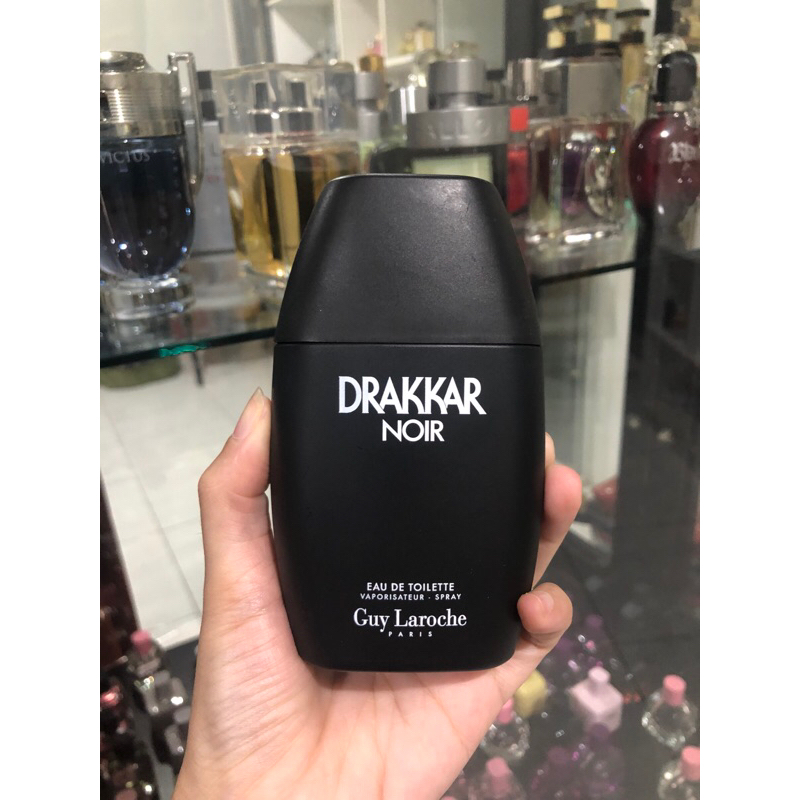 DRAKKAR
NOIR
EAU DE TOILETTE
VAPORISATEUR · SPRAY
Guy Laroche
PARIS